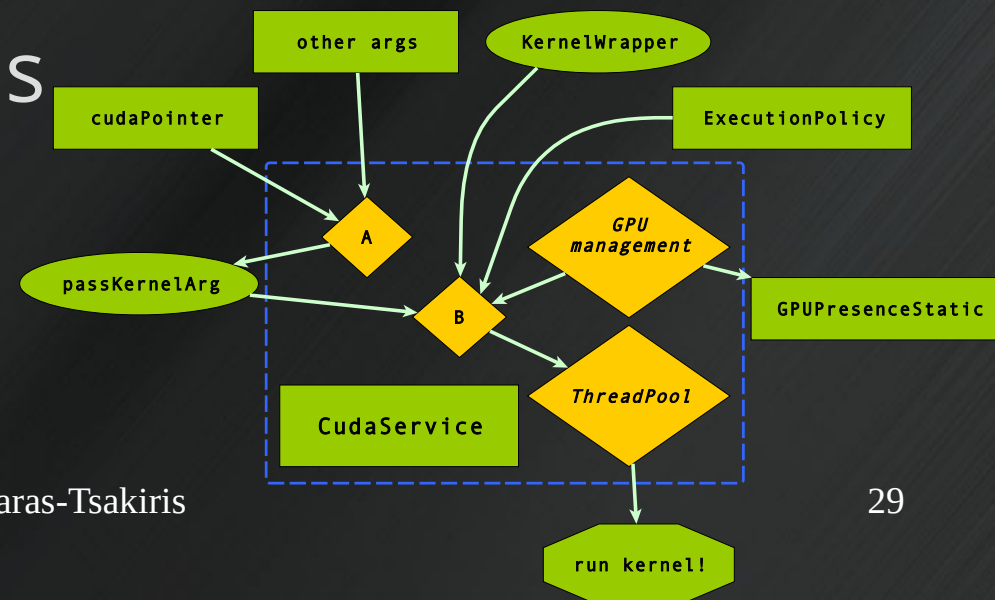 other args
KernelWrapper
s
cudaPointer
ExecutionPolicy
A
GPU
management
passKernelArg
B
GPUPresenceStatic
ThreadPool
CudaService
aras-Tsakiris
29
run kernel!